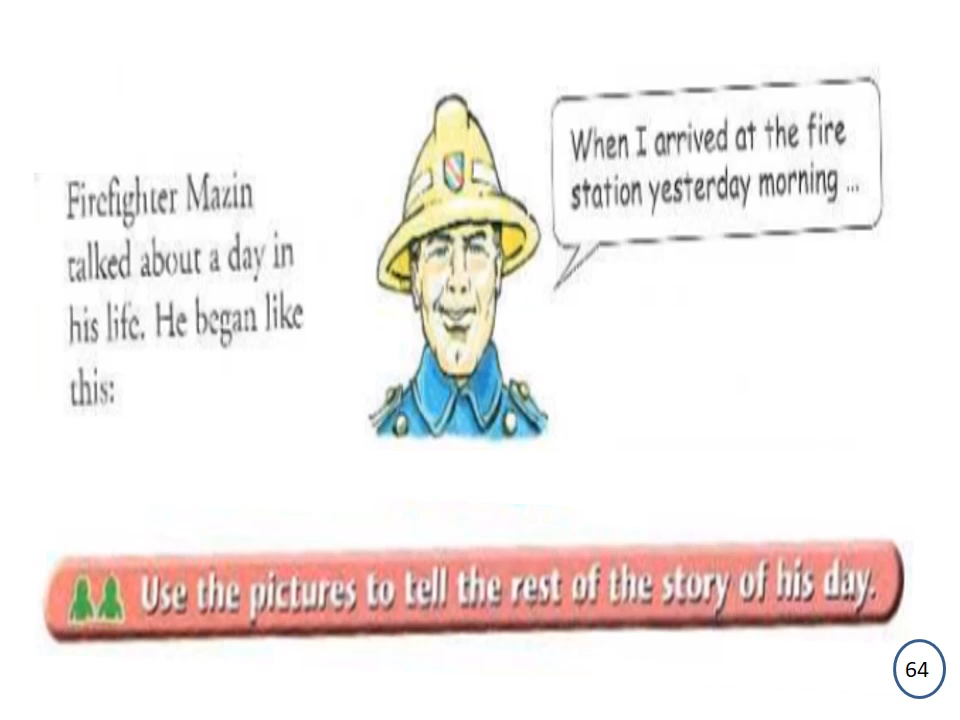 Firefighter Mazin
talked about a day in
his life. He began like
this:
When I arrived at the fire
station yesterday morning ...
Use the pictures to tell the rest of the story of his day.
64